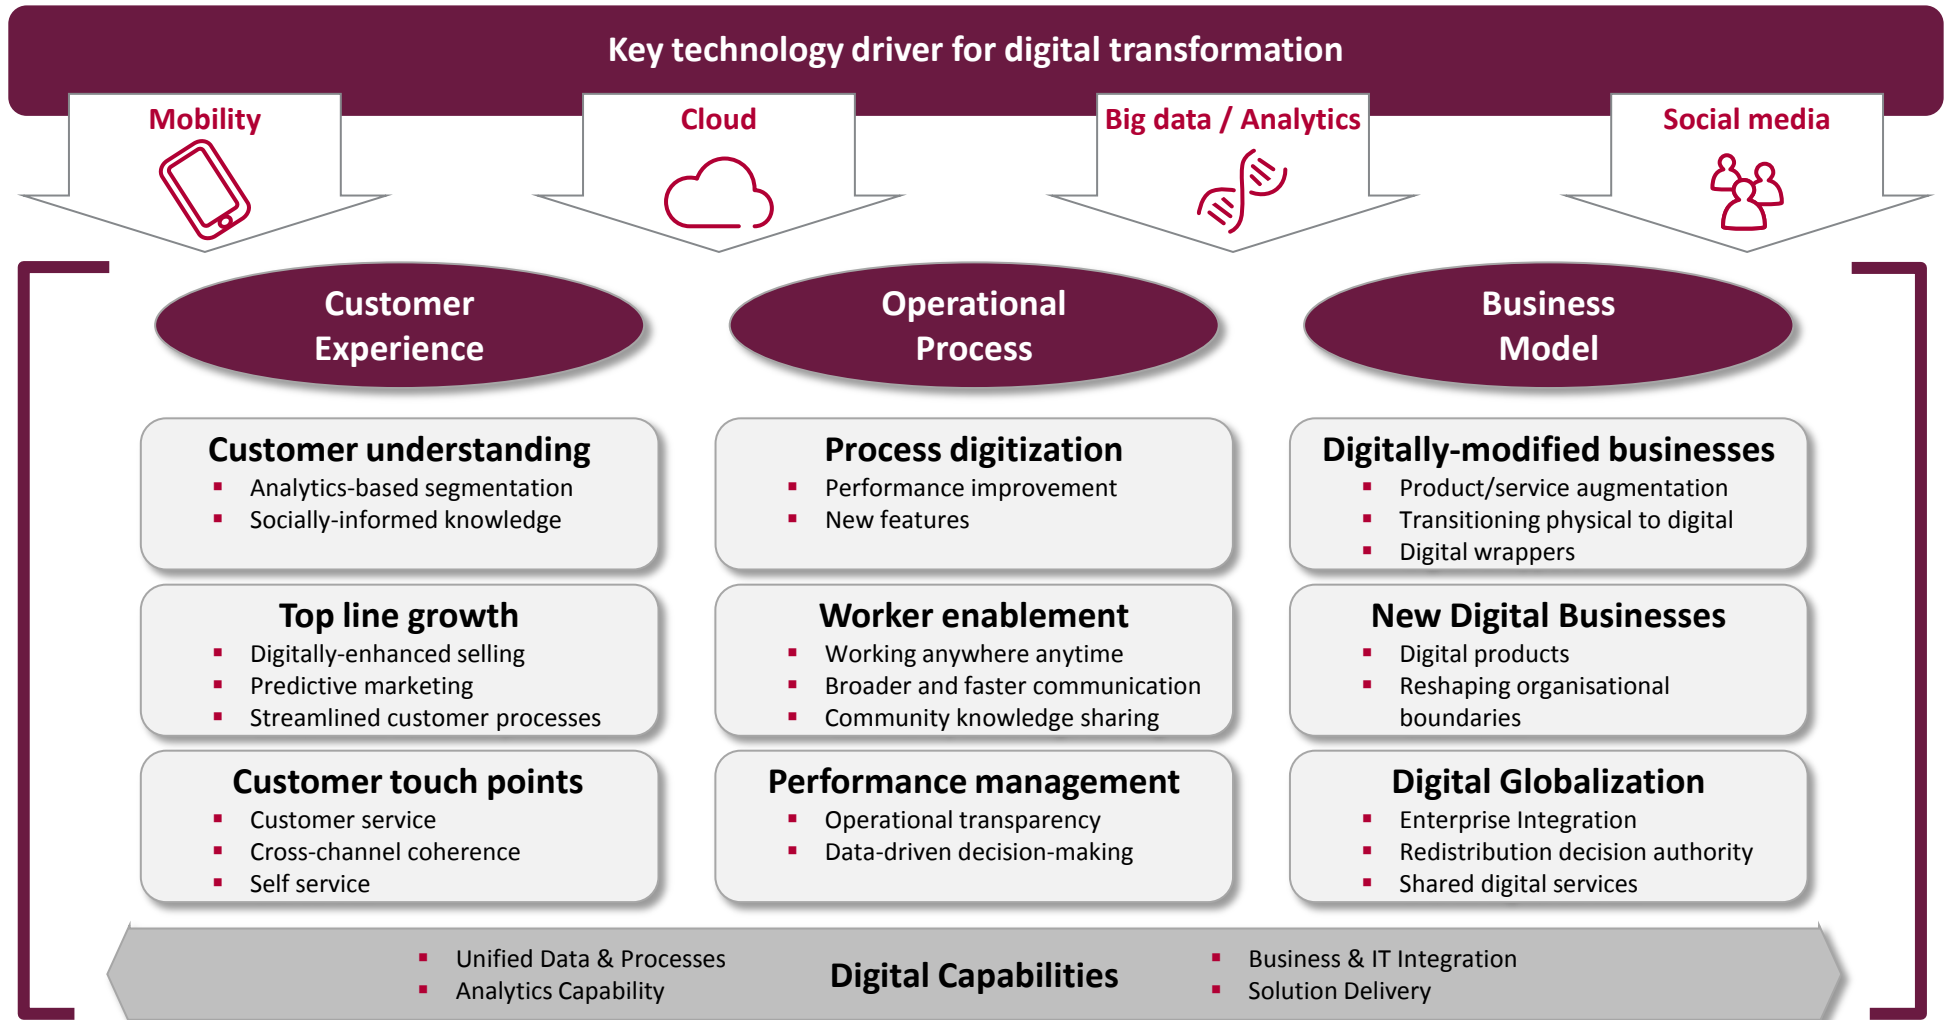 Key technology driver for digital transformation
Mobility
Cloud
Big data / Analytics
Social media
Customer
Experience
Operational
Process
Business
Model
Customer understanding
Analytics-based segmentation
Socially-informed knowledge
Process digitization
Performance improvement
New features
Digitally-modified businesses
Product/service augmentation
Transitioning physical to digital
Digital wrappers
Top line growth
Digitally-enhanced selling
Predictive marketing
Streamlined customer processes
Worker enablement
Working anywhere anytime
Broader and faster communication
Community knowledge sharing
New Digital Businesses
Digital products
Reshaping organisational
boundaries
Customer touch points
Customer service
Cross-channel coherence
Self service
Performance management
Operational transparency
Data-driven decision-making
Digital Globalization
Enterprise Integration
Redistribution decision authority
Shared digital services
Unified Data & Processes
Analytics Capability
Digital Capabilities
Business & IT Integration
Solution Delivery